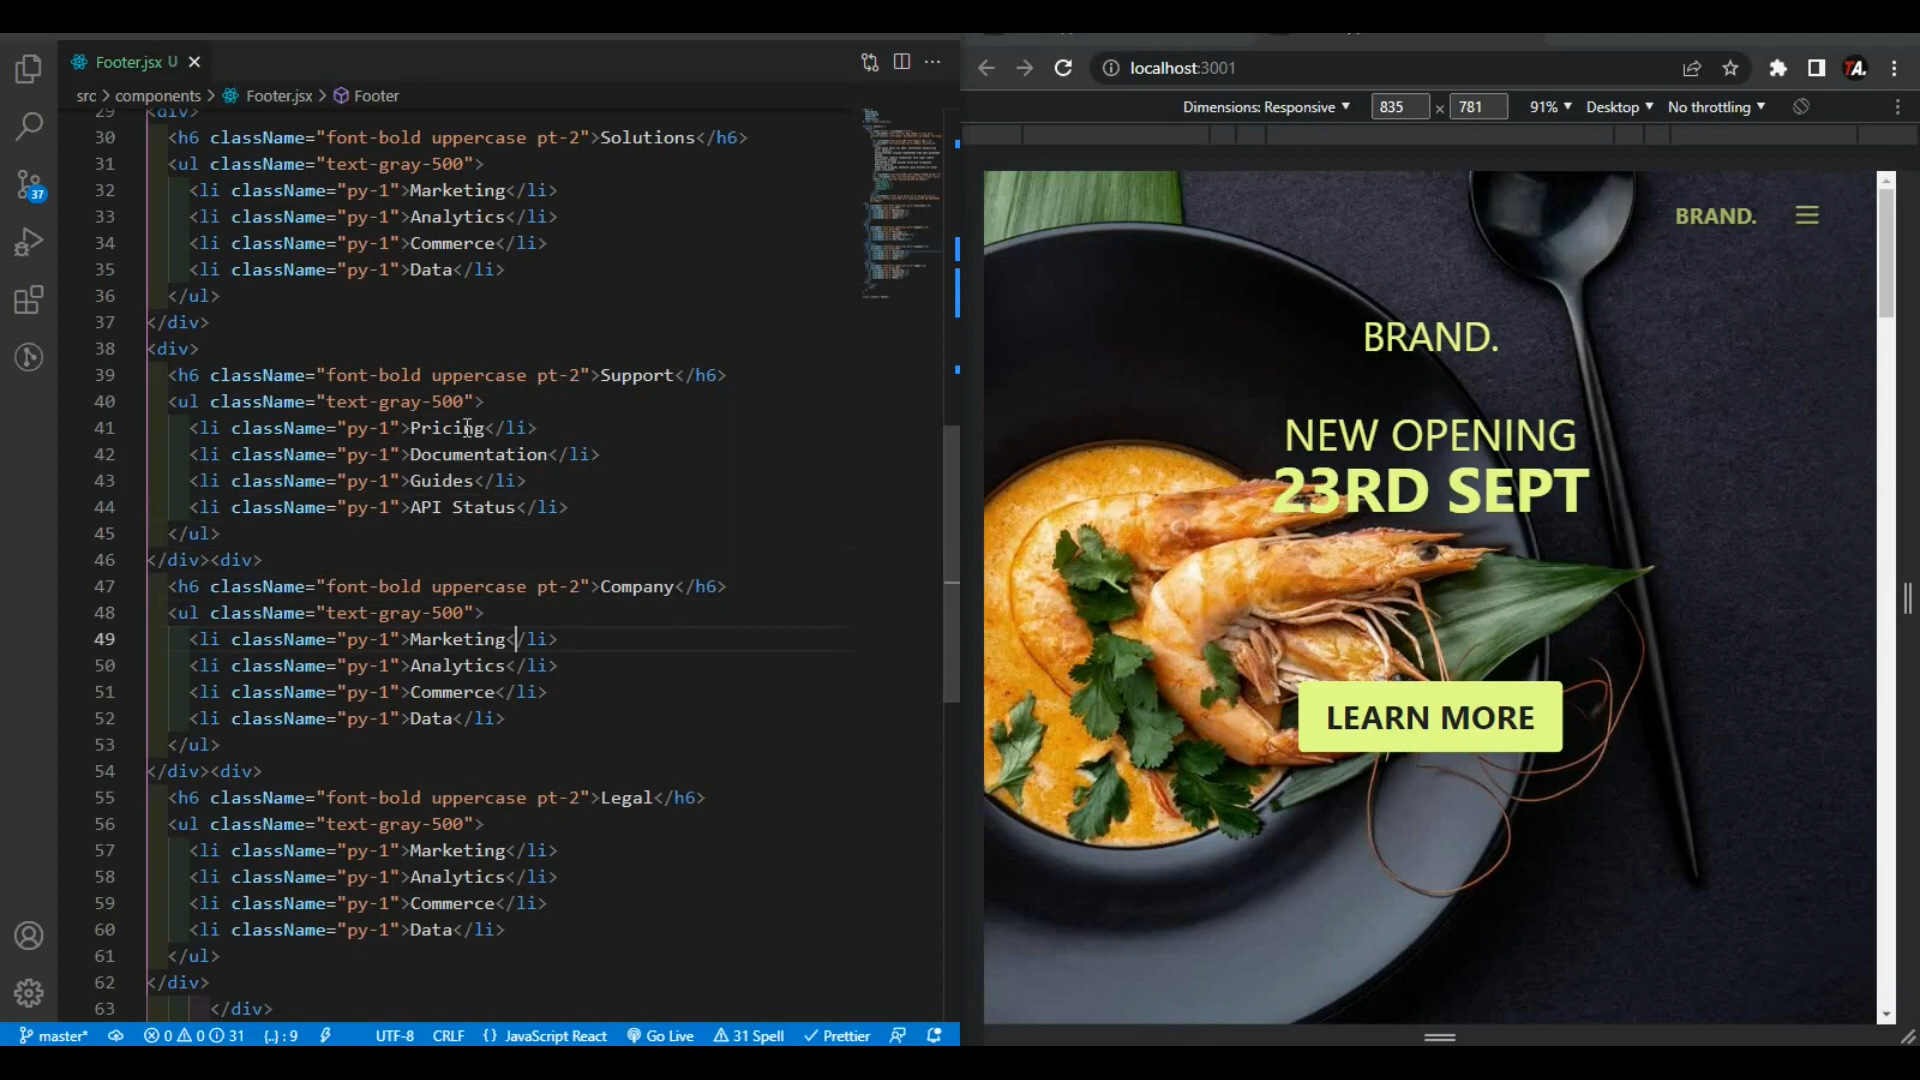 Footer.jsx U
src > components > Footer.jsx > Footer
29 <div>
30 <h6 className="font-bold uppercase pt-2">Solutions</h6>
31 <ul className="text-gray-500">
32 <li className="py-1">Marketing</li>
33 <li className="py-1">Analytics</li>
34 <li className="py-1">Commerce</li>
35 <li className="py-1">Data</li>
36 </ul>
37 </div>
38 <div>
39 <h6 className="font-bold uppercase pt-2">Support</h6>
40 <ul className="text-gray-500">
41 <li className="py-1">Pricing</li>
42 <li className="py-1">Documentation</li>
43 <li className="py-1">Guides</li>
44 <li className="py-1">API Status</li>
45 </ul>
46 </div><div>
47 <h6 className="font-bold uppercase pt-2">Company</h6>
48 <ul className="text-gray-500">
49 <li className="py-1">Marketing</li>
50 <li className="py-1">Analytics</li>
51 <li className="py-1">Commerce</li>
52 <li className="py-1">Data</li>
53 </ul>
54 </div><div>
55 <h6 className="font-bold uppercase pt-2">Legal</h6>
56 <ul className="text-gray-500">
57 <li className="py-1">Marketing</li>
58 <li className="py-1">Analytics</li>
59 <li className="py-1">Commerce</li>
60 <li className="py-1">Data</li>
61 </ul>
62 </div>
63 </div>
37
master* 0 0 31 {..} : 9 UTF-8 CRLF {} JavaScript React Go Live 31 Spell Prettier
localhost:3001
TA.
Dimensions: Responsive 835 × 781 91% Desktop No throttling
BRAND.
BRAND.
NEW OPENING
23RD SEPT
LEARN MORE